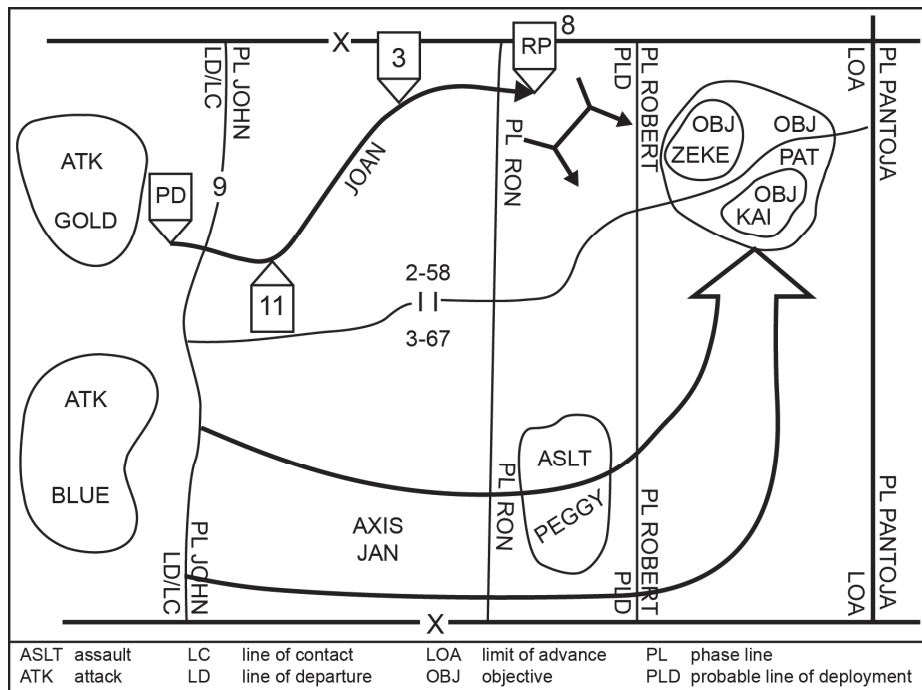 X
8
3
RP
PL JOHN
LD/LC
PLD
PL ROBERT
LOA
PL PANTOJA
ATK
GOLD
PD
9
JOAN
PL RON
OBJ
ZEKE
OBJ
PAT
OBJ
KAI
11
2-58
3-67
ATK
BLUE
ASLT
PEGGY
AXIS
JAN
PL RON
PL JOHN
LD/LC
PL ROBERT
PLD
PL PANTOJA
LOA
X
ASLT assault LC line of contact LOA limit of advance PL phase line
ATK attack LD line of departure OBJ objective PLD probable line of deployment